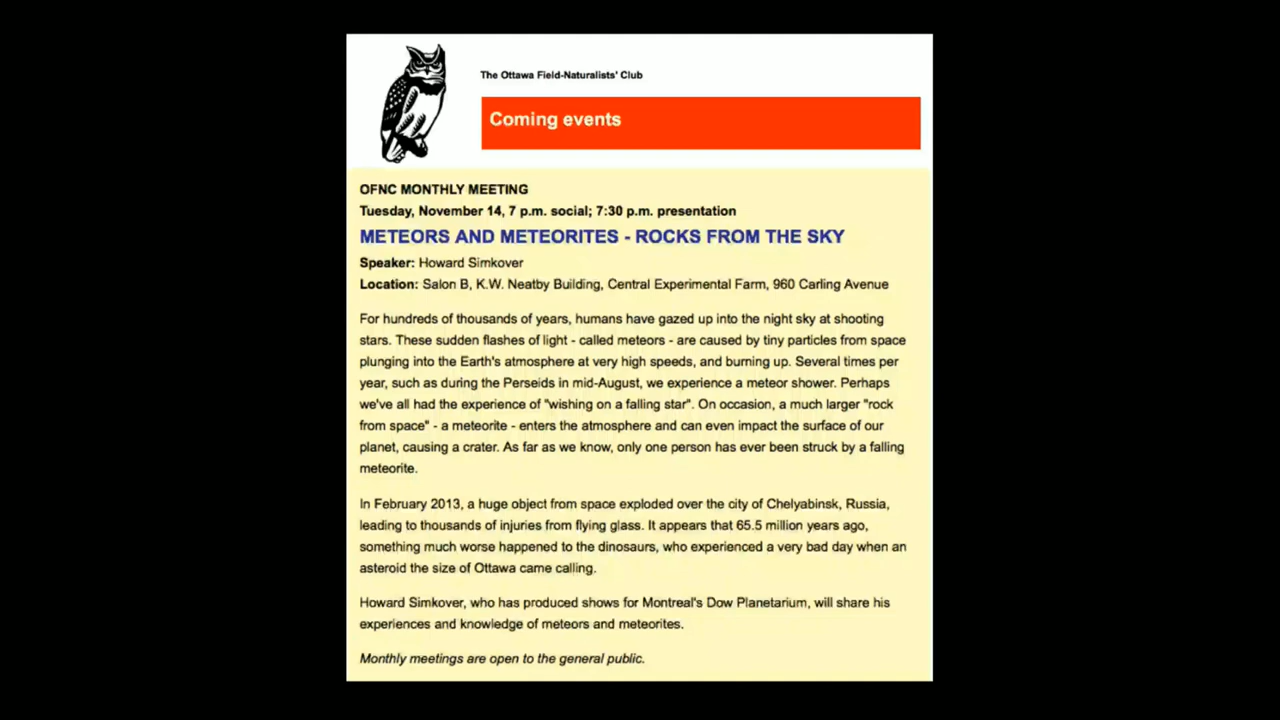 The Ottawa Field-Naturalists' Club
Coming events
OFNC MONTHLY MEETING
Tuesday, November 14, 7 p.m. social; 7:30 p.m. presentation
METEORS AND METEORITES - ROCKS FROM THE SKY
Speaker: Howard Simkover
Location: Salon B, K.W. Neatby Building, Central Experimental Farm, 960 Carling Avenue
For hundreds of thousands of years, humans have gazed up into the night sky at shooting
stars. These sudden flashes of light - called meteors - are caused by tiny particles from space
plunging into the Earth's atmosphere at very high speeds, and burning up. Several times per
year, such as during the Perseids in mid-August, we experience a meteor shower. Perhaps
we've all had the experience of "wishing on a falling star". On occasion, a much larger "rock
from space" - a meteorite - enters the atmosphere and can even impact the surface of our
planet, causing a crater. As far as we know, only one person has ever been struck by a falling
meteorite.
In February 2013, a huge object from space exploded over the city of Chelyabinsk, Russia,
leading to thousands of injuries from flying glass. It appears that 65.5 million years ago,
something much worse happened to the dinosaurs, who experienced a very bad day when an
asteroid the size of Ottawa came calling.
Howard Simkover, who has produced shows for Montreal's Dow Planetarium, will share his
experiences and knowledge of meteors and meteorites.
Monthly meetings are open to the general public.